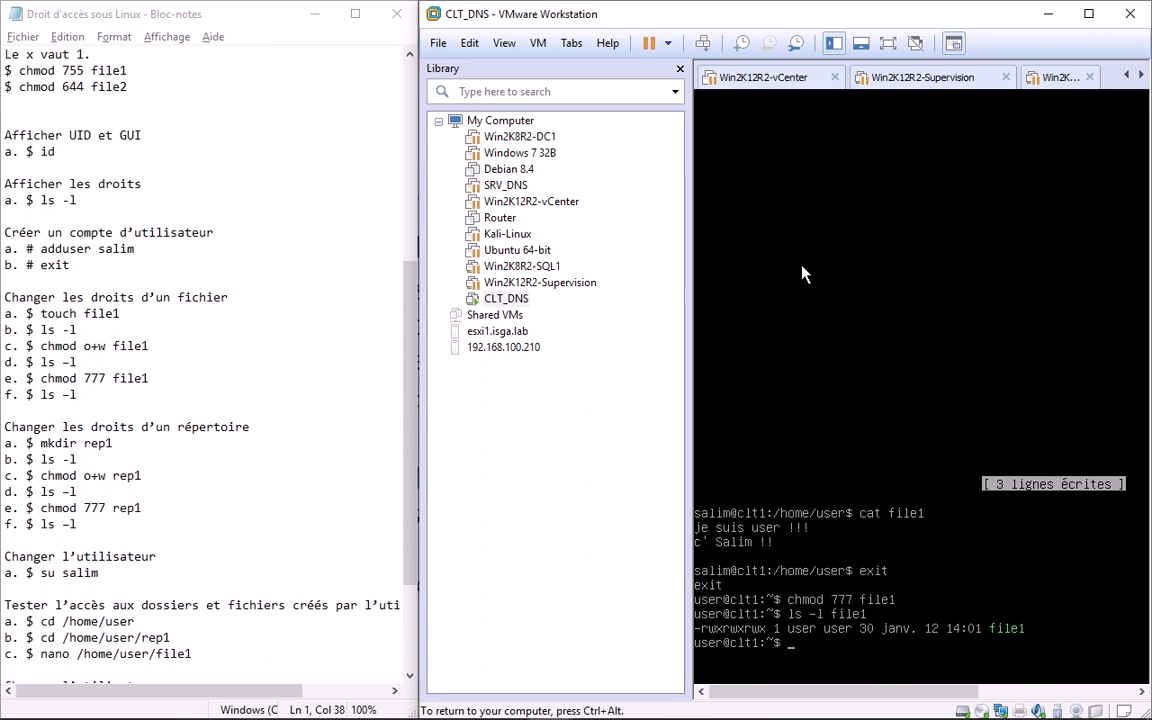 Droit d'accès sous Linux - Bloc-notes
Fichier Edition Format Affichage Aide
Le x vaut 1.
$ chmod 755 file1
$ chmod 644 file2
Afficher UID et GUI
a. $ id
Afficher les droits
a. $ ls -l
Créer un compte d’utilisateur
a. # adduser salim
b. # exit
Changer les droits d’un fichier
a. $ touch file1
b. $ ls -l
c. $ chmod o+w file1
d. $ ls –l
e. $ chmod 777 file1
f. $ ls –l
Changer les droits d’un répertoire
a. $ mkdir rep1
b. $ ls -l
c. $ chmod o+w rep1
d. $ ls –l
e. $ chmod 777 rep1
f. $ ls –l
Changer l’utilisateur
a. $ su salim
Tester l’accès aux dossiers et fichiers créés par l’uti
a. $ cd /home/user
b. $ cd /home/user/rep1
c. $ nano /home/user/file1
Windows (C Ln 1, Col 38 100%
CLT_DNS - VMware Workstation
File Edit View VM Tabs Help
Library
Type here to search
My Computer
Win2K8R2-DC1
Windows 7 32B
Debian 8.4
SRV_DNS
Win2K12R2-vCenter
Router
Kali-Linux
Ubuntu 64-bit
Win2K8R2-SQL1
Win2K12R2-Supervision
CLT_DNS
Shared VMs
esxi1.isga.lab
192.168.100.210
Win2K12R2-vCenter Win2K12R2-Supervision Win2K...
[ 3 lignes écrites ]
salim@clt1:/home/user$ cat file1
je suis user !!!
c' Salim !!
salim@clt1:/home/user$ exit
exit
user@clt1:~$ chmod 777 file1
user@clt1:~$ ls -l file1
-rwxrwxrwx 1 user user 30 janv. 12 14:01 file1
user@clt1:~$ _
To return to your computer, press Ctrl+Alt.